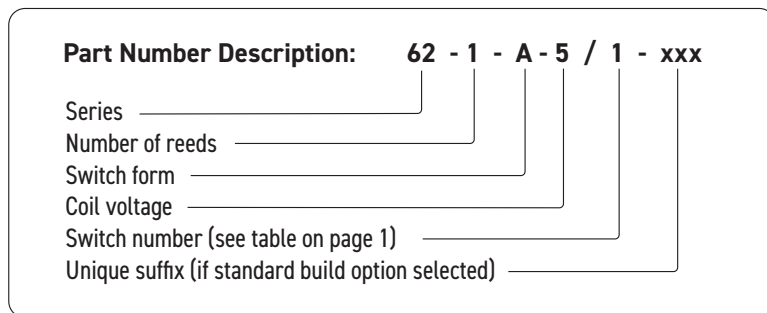 Part Number Description: 62 - 1 - A - 5 / 1 - xxx
Series
Number of reeds
Switch form
Coil voltage
Switch number (see table on page 1)
Unique suffix (if standard build option selected)